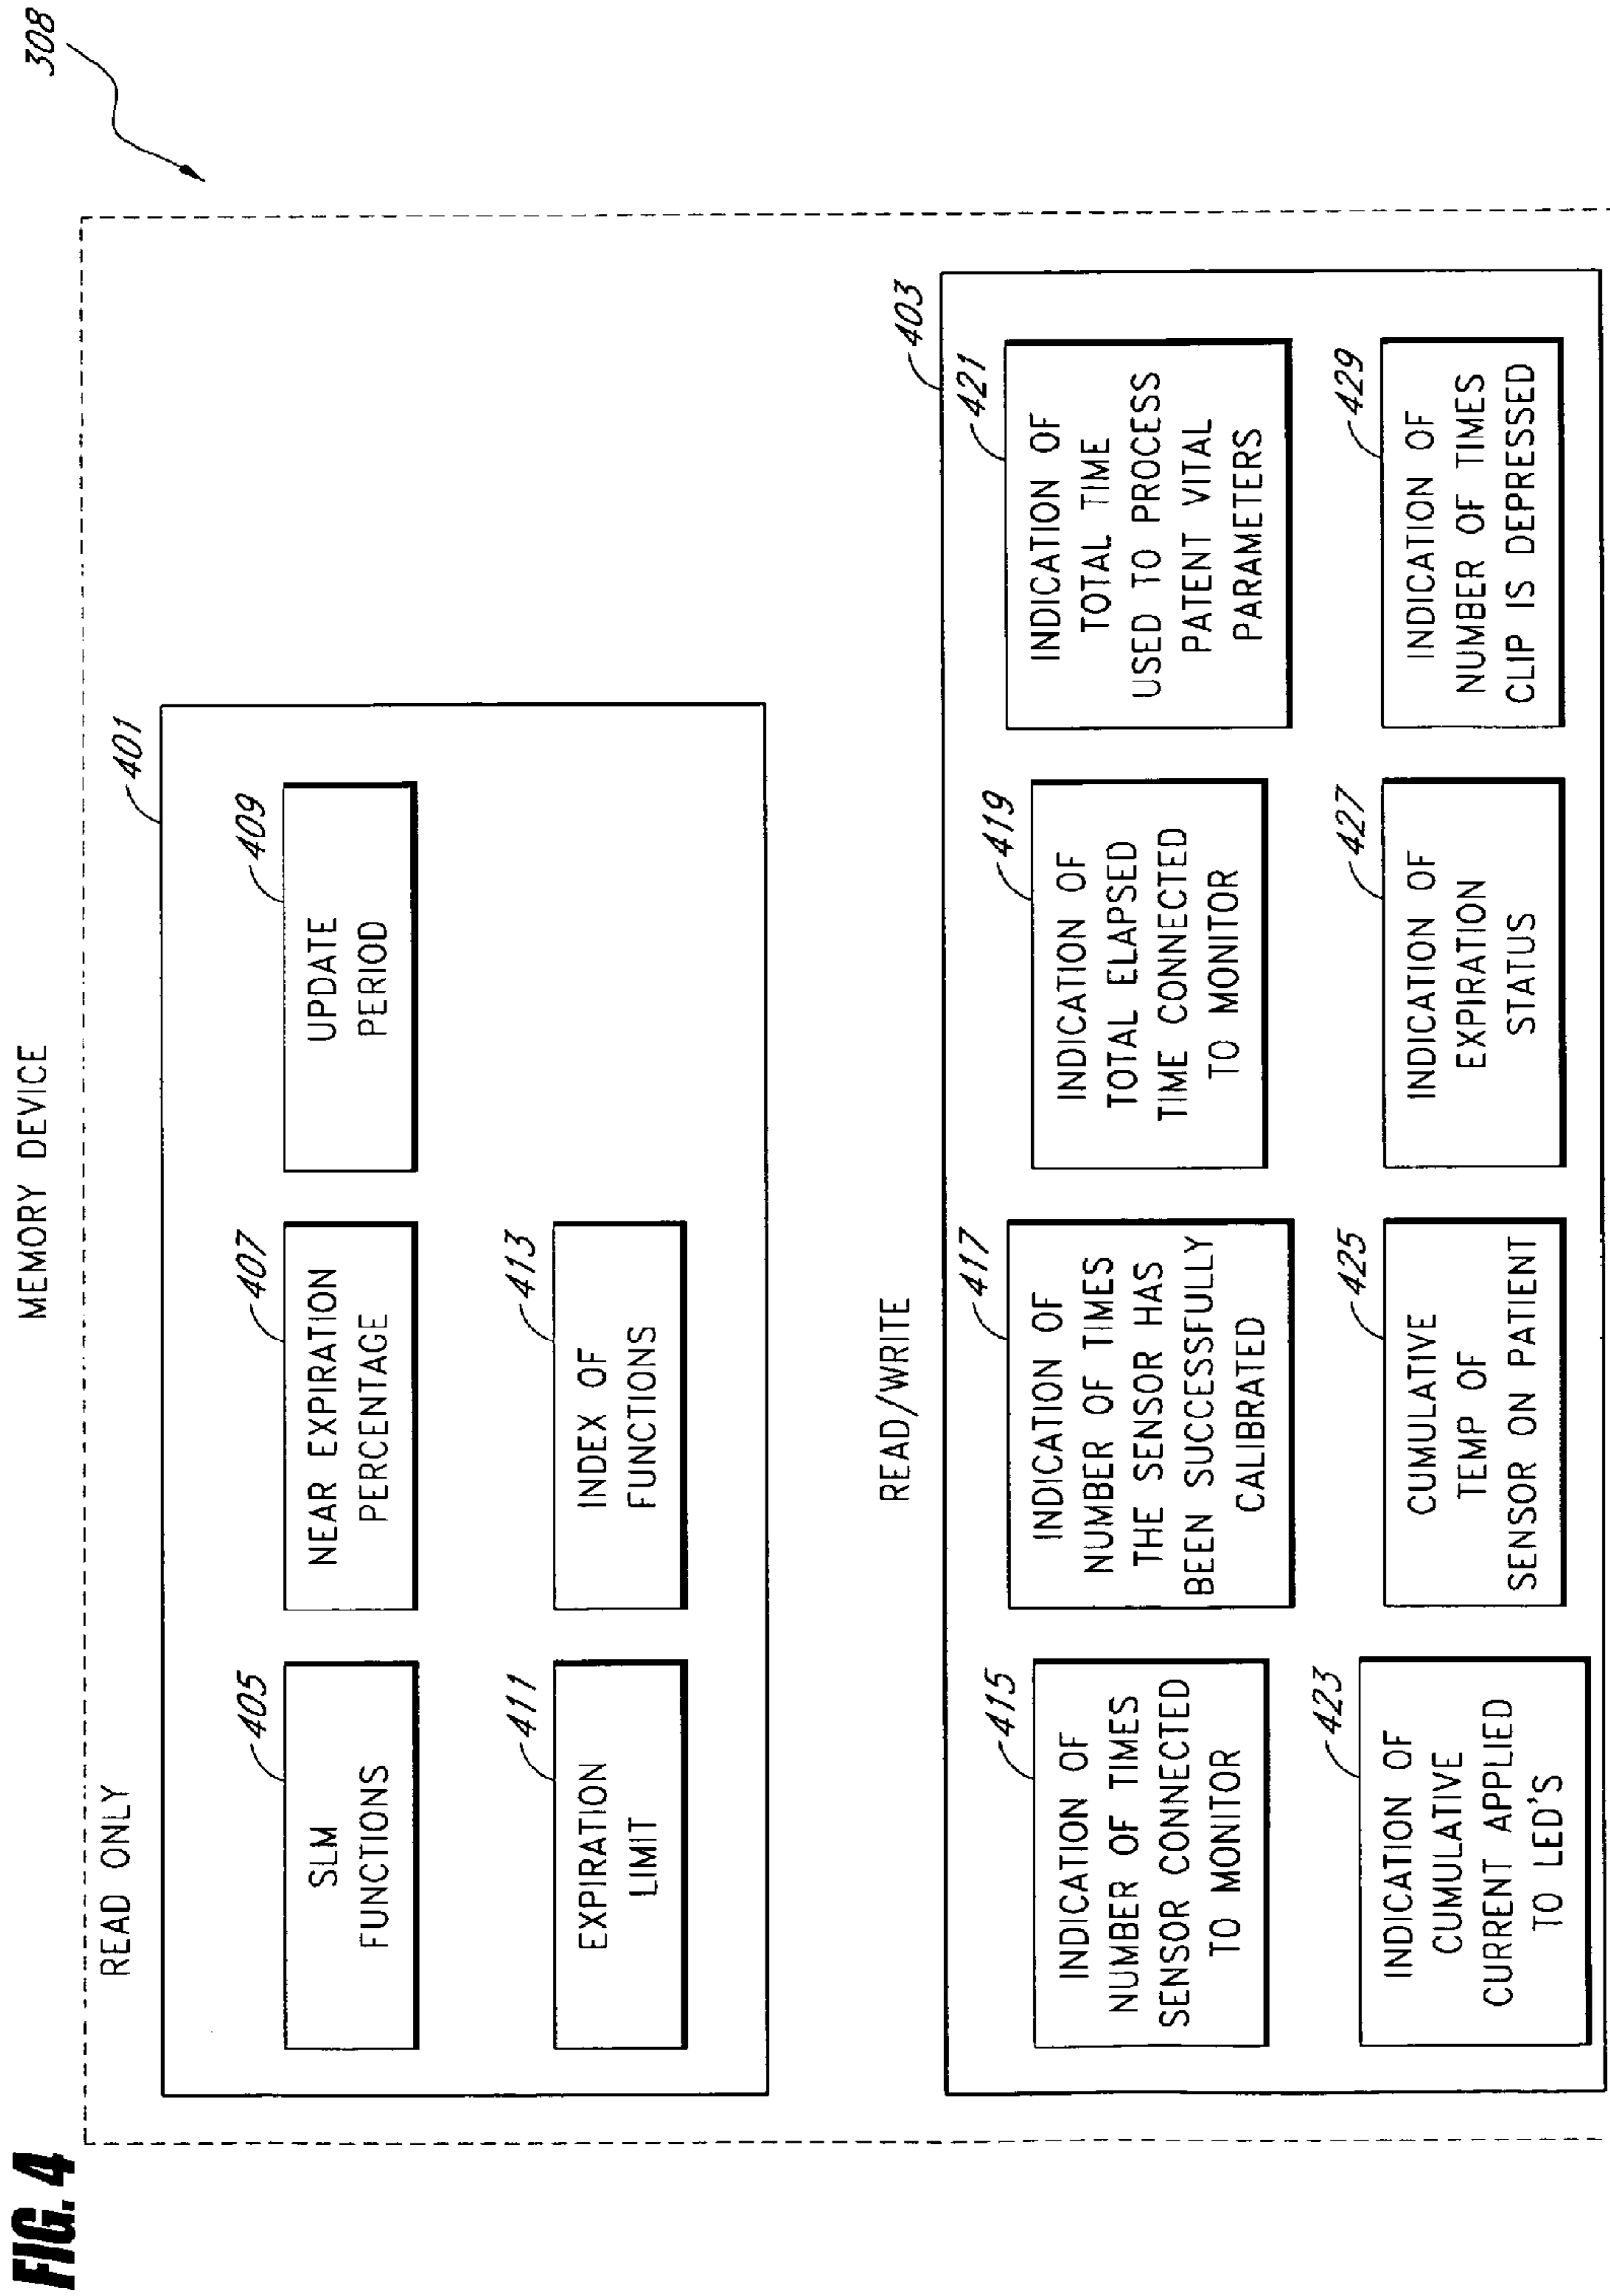 FIG. 4
MEMORY DEVICE
308
READ ONLY
401
405
SLM
FUNCTIONS
407
NEAR EXPIRATION
PERCENTAGE
409
UPDATE
PERIOD
411
EXPIRATION
LIMIT
413
INDEX OF
FUNCTIONS
READ/WRITE
403
415
INDICATION OF
NUMBER OF TIMES
SENSOR CONNECTED
TO MONITOR
417
INDICATION OF
NUMBER OF TIMES
THE SENSOR HAS
BEEN SUCCESSFULLY
CALIBRATED
419
INDICATION OF
TOTAL ELAPSED
TIME CONNECTED
TO MONITOR
421
INDICATION OF
TOTAL TIME
USED TO PROCESS
PATENT VITAL
PARAMETERS
423
INDICATION OF
CUMULATIVE
CURRENT APPLIED
TO LED'S
425
CUMULATIVE
TEMP OF
SENSOR ON PATIENT
427
INDICATION OF
EXPIRATION
STATUS
429
INDICATION OF
NUMBER OF TIMES
CLIP IS DEPRESSED